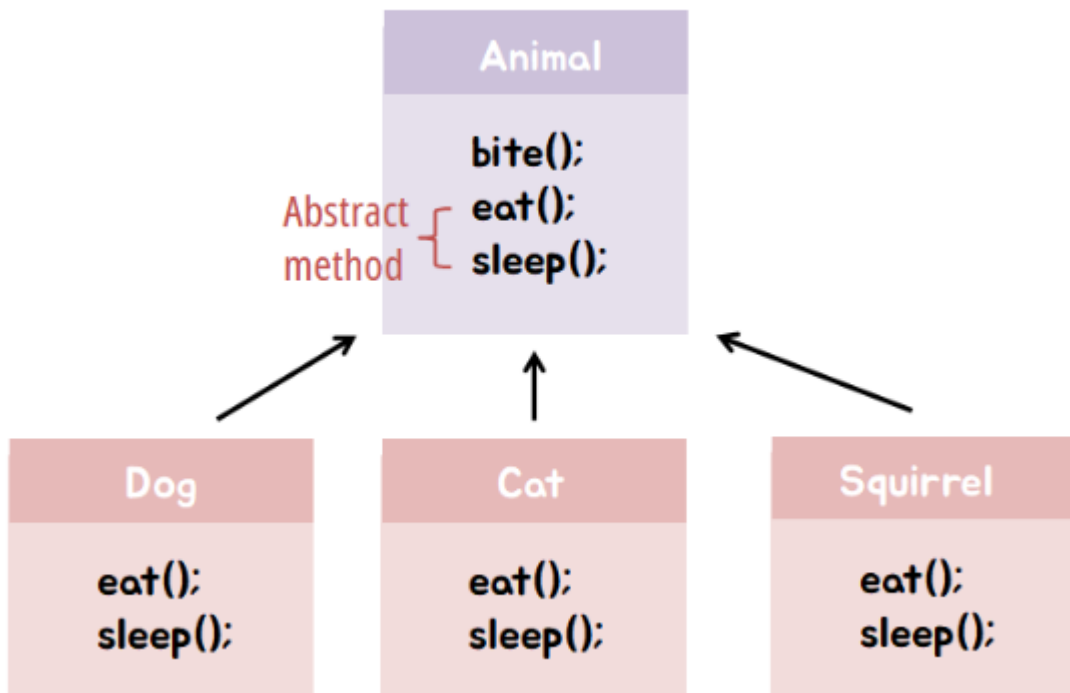 Animal
bite();
Abstract
method
eat();
sleep();
Dog
eat();
sleep();
Cat
eat();
sleep();
Squirrel
eat();
sleep();